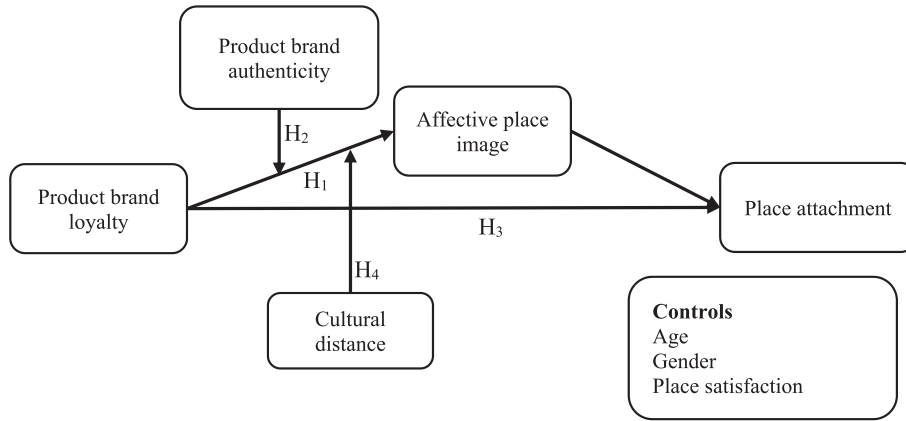 Product brand
authenticity
H2
Affective place
image
H1
Product brand
loyalty
Place attachment
H3
H4
Cultural
distance
Controls
Age
Gender
Place satisfaction